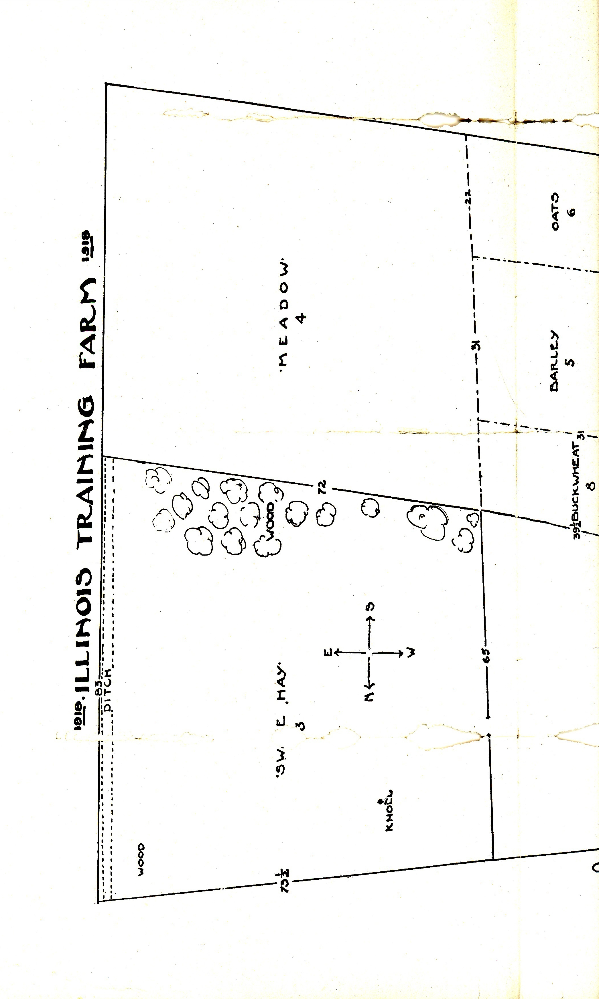 1918. ILLINOIS TRAINING FARM 1918
83
DITCH
WOOD
WOOD
72
73½
SW E HAY.
3
'MEADOW'
4
E
N
S
W
KNOLL
65
31
22
BARLEY
5
OATS
6
39½
BUCKWHEAT
8
31